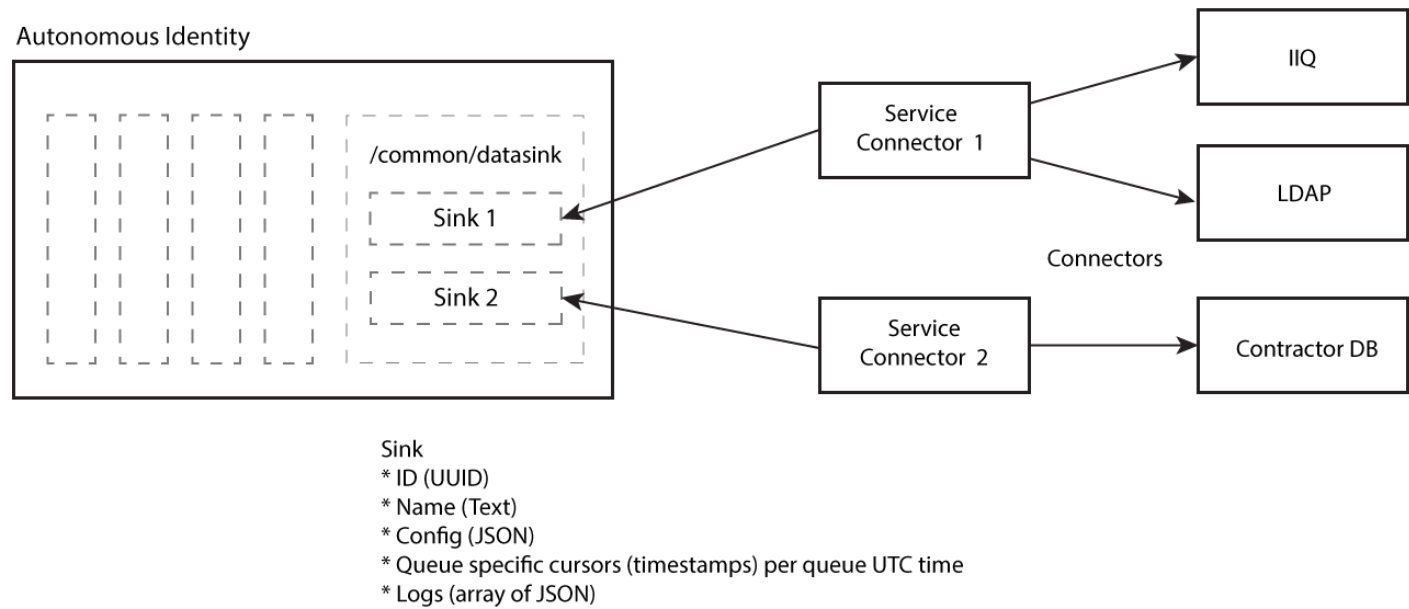 Autonomous Identity
/common/datasink
Sink 1
Sink 2
Service
Connector 1
Service
Connector 2
IIQ
LDAP
Connectors
Contractor DB
Sink
* ID (UUID)
* Name (Text)
* Config (JSON)
* Queue specific cursors (timestamps) per queue UTC time
* Logs (array of JSON)